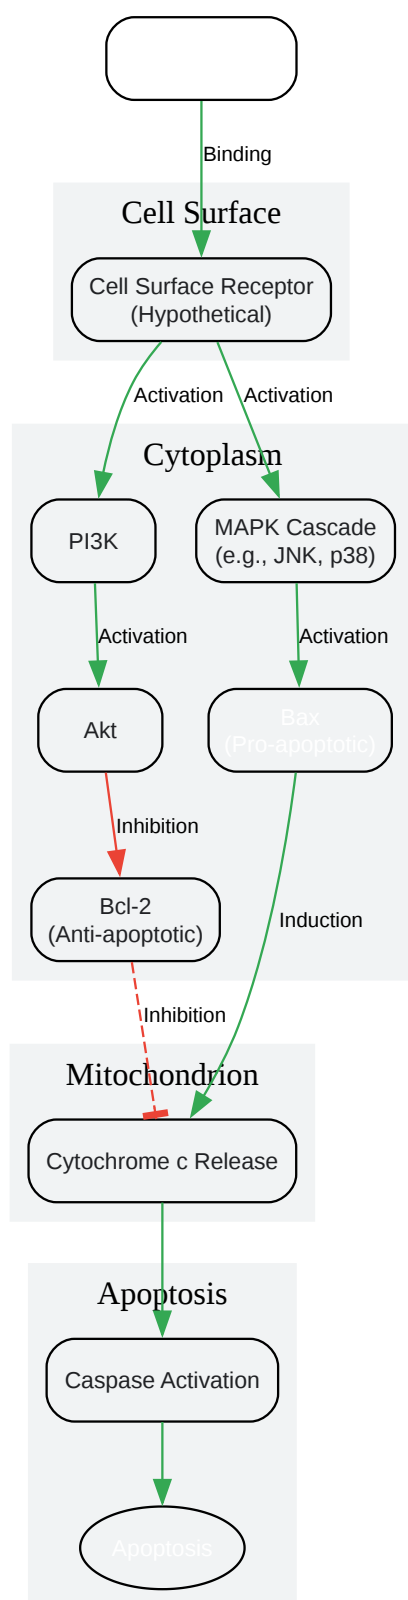 Binding
Cell Surface
Cell Surface Receptor
(Hypothetical)
Activation
Activation
Cytoplasm
PI3K
MAPK Cascade
(e.g., JNK, p38)
Activation
Activation
Akt
Bax
(Pro-apoptotic)
Inhibition
Bcl-2
(Anti-apoptotic)
Induction
Inhibition
Mitochondrion
Cytochrome c Release
Apoptosis
Caspase Activation
Apoptosis